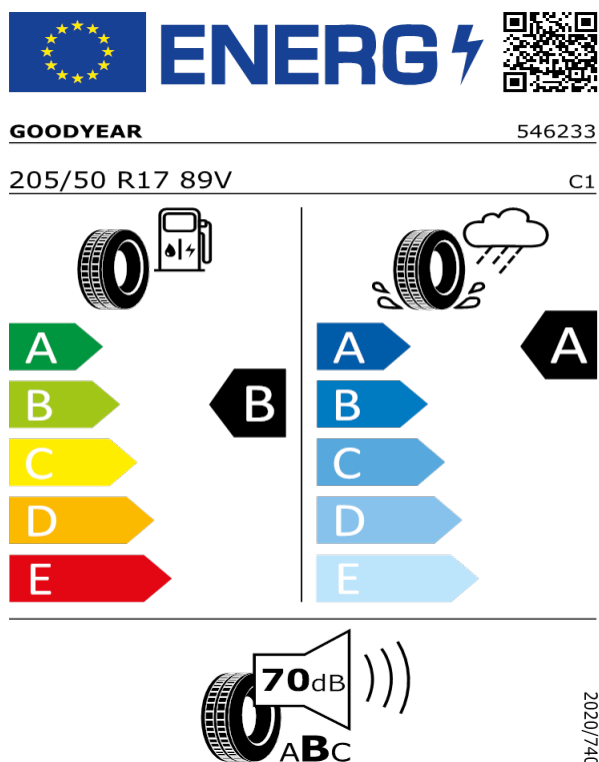 ENERG
GOODYEAR 546233
205/50 R17 89V C1
A A A
B B B
C C
D D
E E
70dB
ABC
2020/740